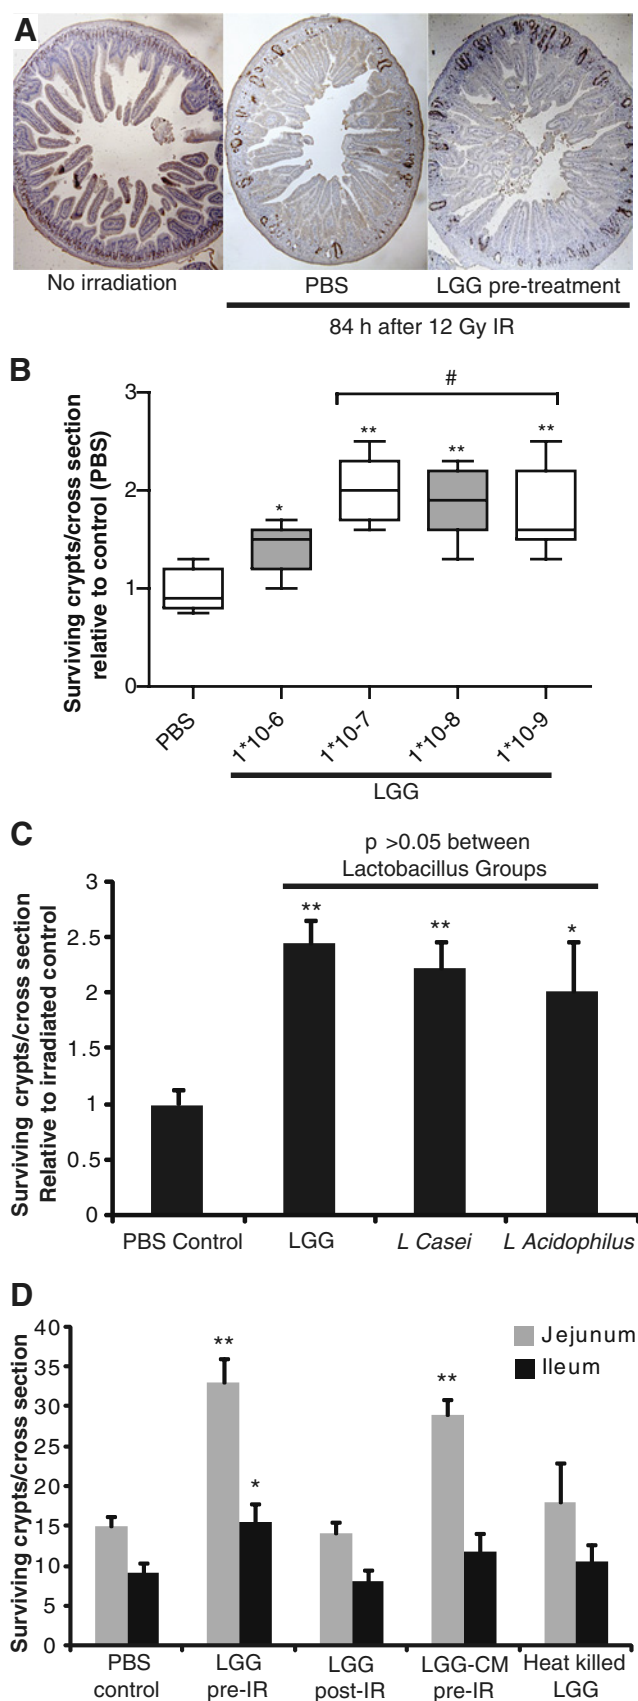 A
No irradiation
PBS
LGG pre-treatment
84 h after 12 Gy IR
B
Surviving crypts/cross section
relative to control (PBS)
3
2
1
0
#
*
**
**
**
PBS
1*10-6
1*10-7
1*10-8
1*10-9
LGG
C
p >0.05 between
Lactobacillus Groups
Surviving crypts/cross section
Relative to irradiated control
3
2.5
2
1.5
1
0.5
0
**
**
*
PBS Control
LGG
L Casei
L Acidophilus
D
Surviving crypts/cross section
40
35
30
25
20
15
10
5
0
Jejunum
Ileum
**
*
**
PBS
control
LGG
pre-IR
LGG
post-IR
LGG-CM
pre-IR
Heat killed
LGG